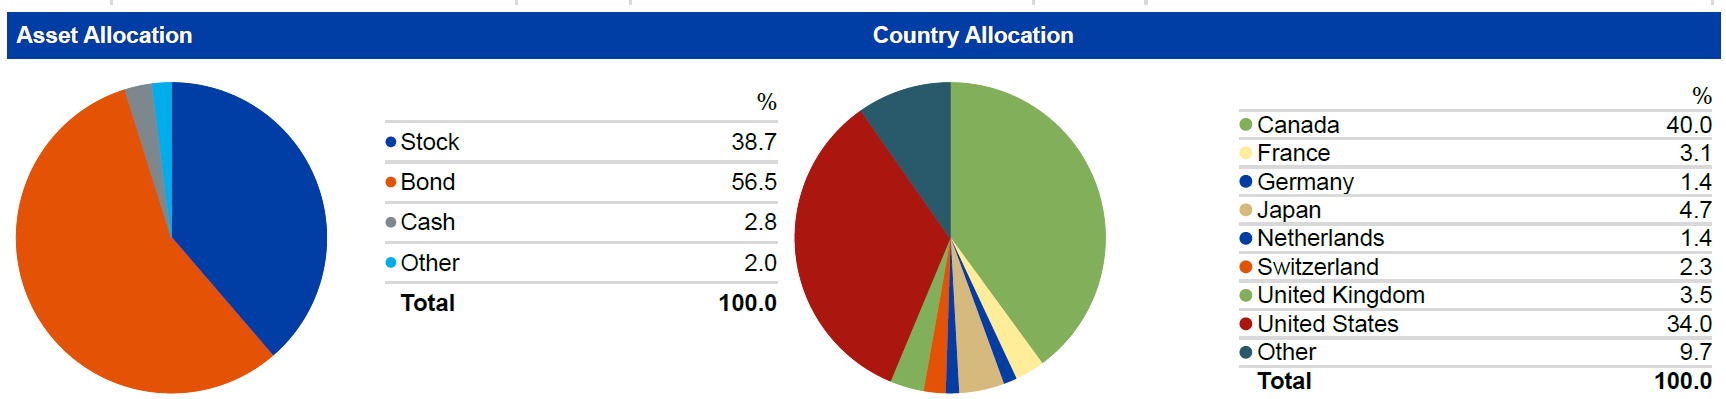 Asset Allocation
Country Allocation
%
Stock 38.7
Bond 56.5
Cash 2.8
Other 2.0
Total 100.0
%
Canada 40.0
France 3.1
Germany 1.4
Japan 4.7
Netherlands 1.4
Switzerland 2.3
United Kingdom 3.5
United States 34.0
Other 9.7
Total 100.0